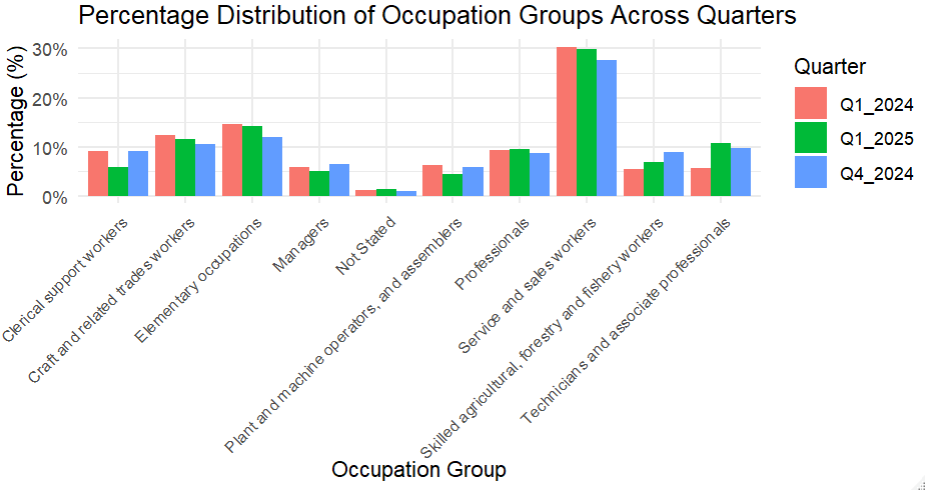 Percentage Distribution of Occupation Groups Across Quarters
Percentage (%)
30%
20%
10%
0%
Clerical support workers
Craft and related trades workers
Elementary occupations
Managers
Not Stated
Plant and machine operators, and assemblers
Professionals
Service and sales workers
Skilled agricultural, forestry and fishery workers
Technicians and associate professionals
Occupation Group
Quarter
Q1_2024
Q1_2025
Q4_2024